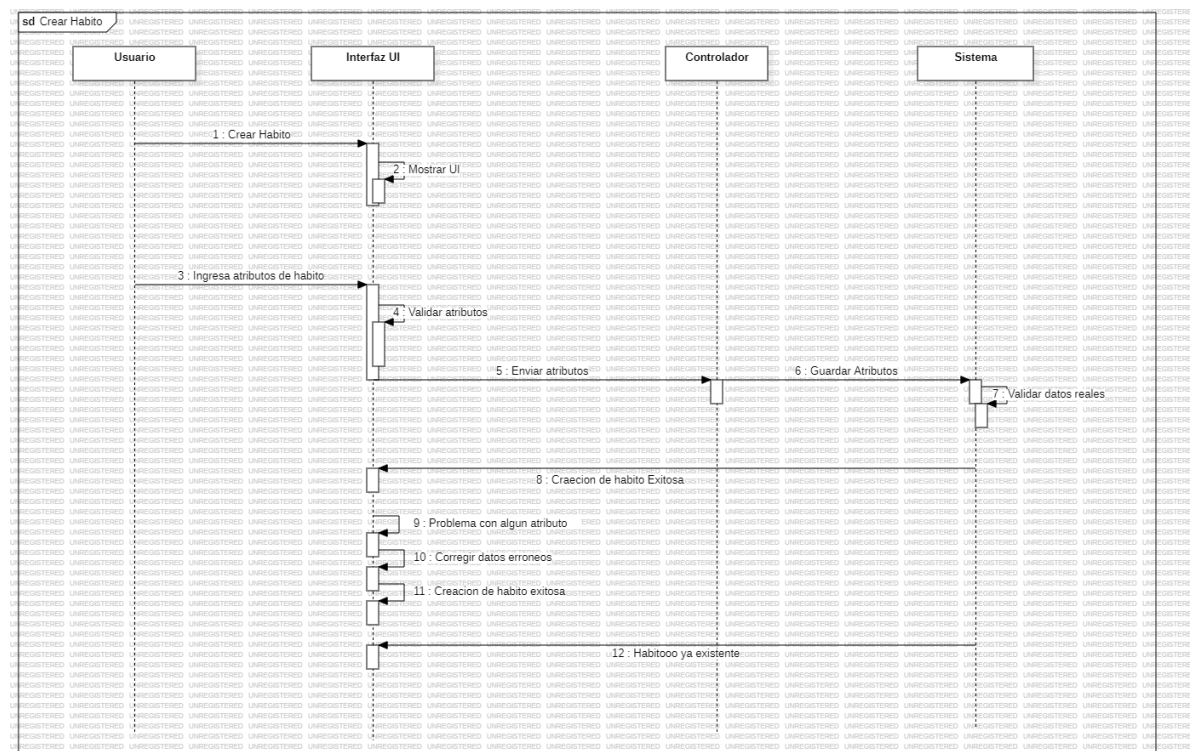 sd Crear Habito
Usuario
Interfaz UI
Controlador
Sistema
1 : Crear Habito
2 : Mostrar UI
3 : Ingresa atributos de habito
4 : Validar atributos
5 : Enviar atributos
6 : Guardar Atributos
7 : Validar datos reales
8 : Craecion de habito Exitosa
9 : Problema con algun atributo
10 : Corregir datos erroneos
11 : Creacion de habito exitosa
12 : Habitooo ya existente
UNREGISTERED